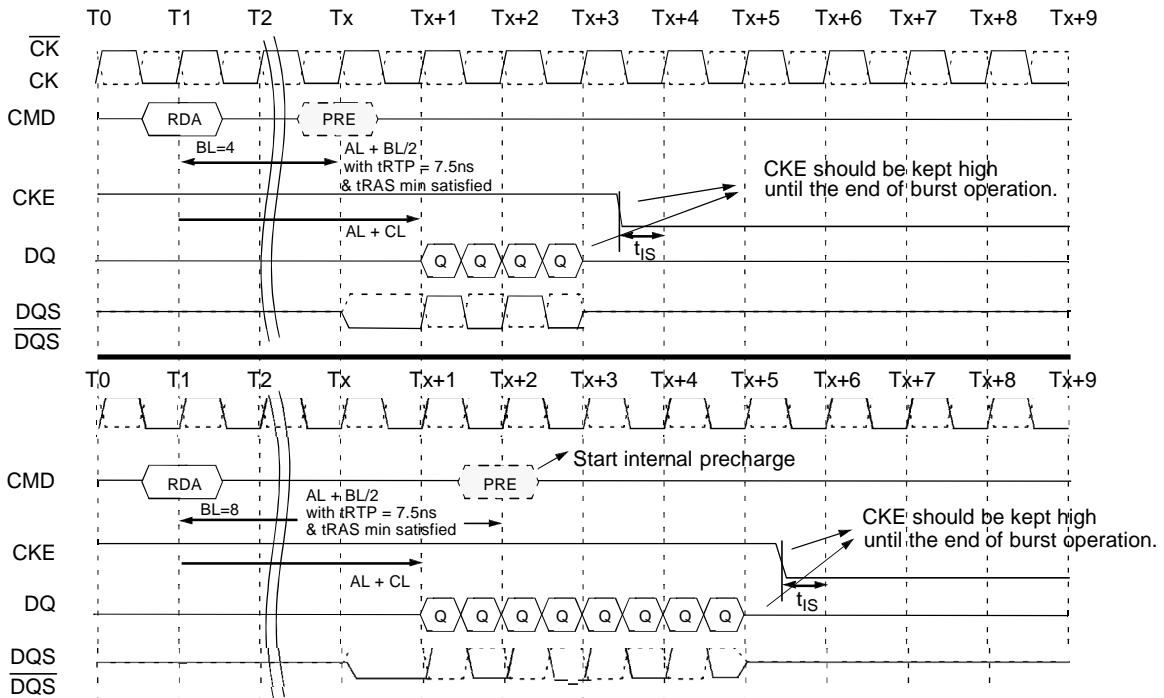 T0 T1 T2 Tx Tx+1 Tx+2 Tx+3 Tx+4 Tx+5 Tx+6 Tx+7 Tx+8 Tx+9
CK
CK
CMD RDA PRE
BL=4 AL + BL/2
with tRTP = 7.5ns
& tRAS min satisfied
CKE should be kept high
until the end of burst operation.
CKE
AL + CL
tIS
DQ Q Q Q Q
DQS
DQS
T0 T1 T2 Tx Tx+1 Tx+2 Tx+3 Tx+4 Tx+5 Tx+6 Tx+7 Tx+8 Tx+9
Start internal precharge
CMD RDA PRE
BL=8 AL + BL/2
with tRTP = 7.5ns
& tRAS min satisfied
CKE should be kept high
until the end of burst operation.
CKE
AL + CL
tIS
DQ Q Q Q Q Q Q Q Q
DQS
DQS